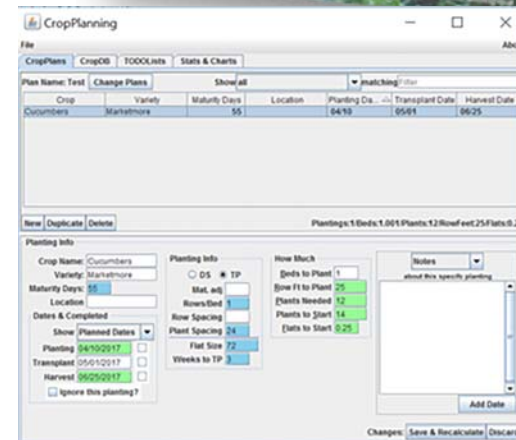 CropPlanning
File Abo
CropPlans CropDB TODOLists Stats & Charts
Plan Name: Test Change Plans Show all matching Filter
Crop Variety Maturity Days Location Planting Da... Transplant Date Harvest Date
Cucumbers Marketmore 55 04/10 05/01 06/25
New Duplicate Delete Plantings:1/Beds:1.001/Plants:12/RowFeet:25/Flats:0.2
Planting Info
Crop Name: Cucumbers
Variety: Marketmore
Maturity Days: 55
Location
Dates & Completed
Show Planned Dates
Planting 04/10/2017
Transplant 05/01/2017
Harvest 06/25/2017
Ignore this planting?
Planting Info
DS TP
Mat. adj
Rows/Bed 1
Row Spacing
Plant Spacing 24
Flat Size 72
Weeks to TP 3
How Much
Beds to Plant 1
Row Ft to Plant 25
Plants Needed 12
Plants to Start 14
Flats to Start 0.25
Notes
about this specific planting
Add Date
Changes: Save & Recalculate Discard